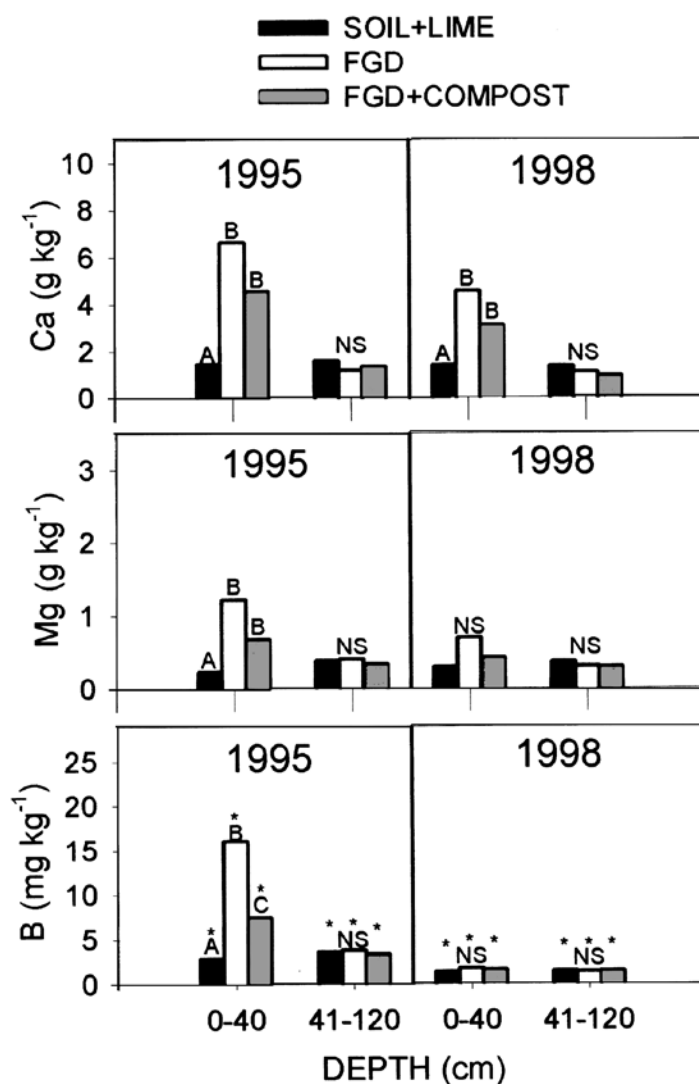 SOIL+LIME
FGD
FGD+COMPOST
1995
1998
Ca (g kg⁻¹)
10
8
6
4
2
0
A
B
B
NS
A
B
B
NS
1995
1998
Mg (g kg⁻¹)
3
2
1
0
A
B
B
NS
NS
NS
1995
1998
B (mg kg⁻¹)
25
20
15
10
5
0
*
A
*
B
*
C
* * *
NS
* * *
NS
* * *
NS
0-40
41-120
0-40
41-120
DEPTH (cm)